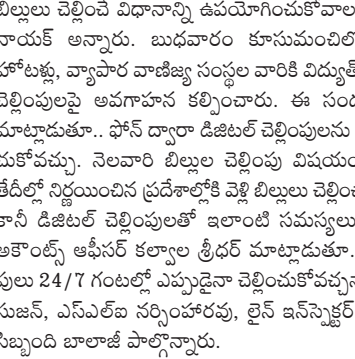 బిల్లులు చెల్లించే విధానాన్ని ఉపయోగించుకోవాల
నాయక్ అన్నారు. బుధవారం కూసుమంచిలో
హోటళ్లు, వ్యాపార వాణిజ్య సంస్థల వారికి విద్యుత్
చెల్లింపులపై అవగాహన కల్పించారు. ఈ సంద
మాట్లాడుతూ.. ఫోన్ ద్వారా డిజిటల్ చెల్లింపులను
చుకోవచ్చు. నెలవారి బిల్లుల చెల్లింపు విషయం
తేదీల్లో నిర్ణయించిన ప్రదేశాల్లోకి వెళ్లి బిల్లులు చెల్లిం
కానీ డిజిటల్ చెల్లింపులతో ఇలాంటి సమస్యలు
అకౌంట్స్ ఆఫీసర్ కల్వాల శ్రీధర్ మాట్లాడుతూ.
పులు 24/7 గంటల్లో ఎప్పుడైనా చెల్లించుకోవచ్చ
సుజన్, ఎస్ఎల్ఐ నర్సింహారవు, లైన్ ఇన్‌స్పెక్టర్
సిబ్బంది బాలాజీ పాల్గొన్నారు.